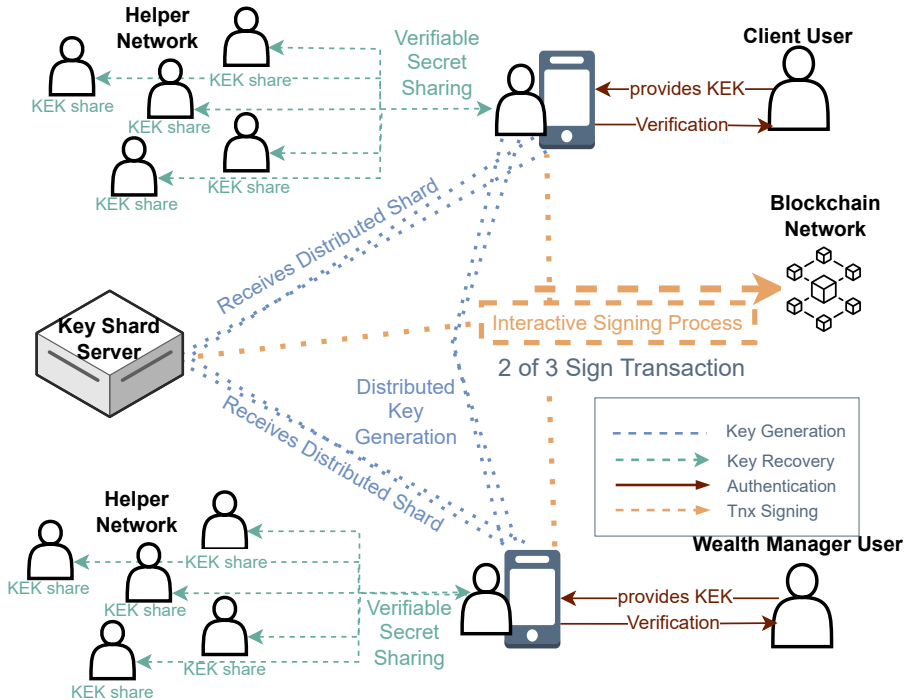 Helper
Network
KEK share
KEK share
KEK share
KEK share
KEK share
Verifiable
Secret
Sharing
Client User
provides KEK
Verification
Blockchain
Network
Receives Distributed Shard
Key Shard
Server
Interactive Signing Process
2 of 3 Sign Transaction
Distributed
Key
Generation
Receives Distributed Shard
Key Generation
Key Recovery
Authentication
Tnx Signing
Helper
Network
KEK share
KEK share
KEK share
KEK share
KEK share
Verifiable
Secret
Sharing
Wealth Manager User
provides KEK
Verification